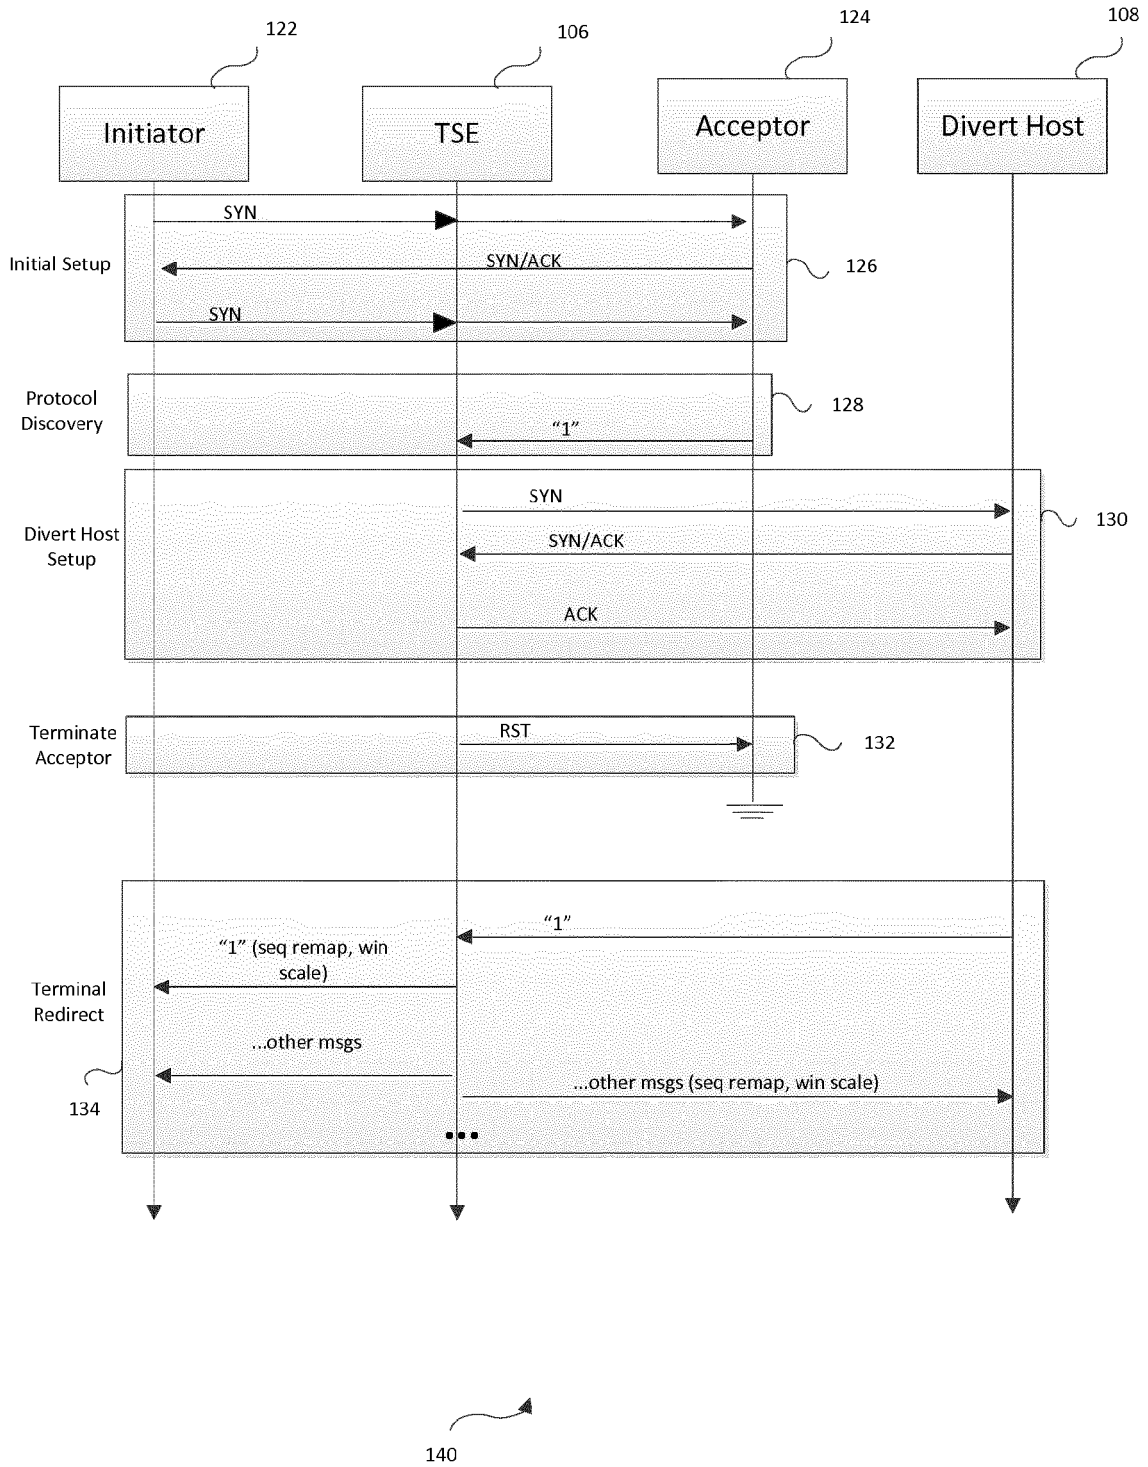 122
106
124
108
Initiator
TSE
Acceptor
Divert Host
SYN
Initial Setup
SYN/ACK
126
SYN
Protocol
Discovery
128
"1"
SYN
130
Divert Host
Setup
SYN/ACK
ACK
Terminate
Acceptor
RST
132
"1"
"1" (seq remap, win
scale)
Terminal
Redirect
...other msgs
...other msgs (seq remap, win scale)
134
•••
140